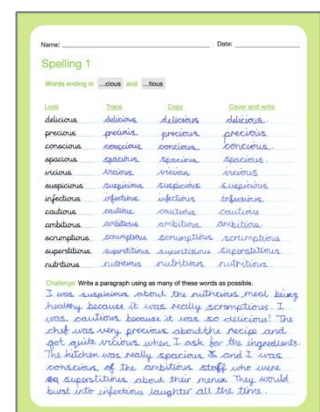 Name: Date:
Spelling 1
Words ending in ...cious and ...tious
Look Trace Copy Cover and write
delicious delicious delicious delicious
precious precious precious precious
conscious conscious concious concious
spacious spacious spacious spacious
vicious vicious vicious vicious
suspicious suspicious suspicious suspicious
infectious infectious infectious infectious
cautious cautious cautious cautious
ambitious ambitious ambitious ambitious
scrumptious scrumptious scrumptious scrumptious
superstitious superstitious superstitious superstitious
nutritious nutritious nutritious nutritious
Challenge: Write a paragraph using as many of these words as possible.
I was suspicious about the nutricious meal being
healthy because it was really scrumptious. I
was cautious because it was so delicious! The
chef was very precious about the recipe and
got quite vicious when I ask for the ingredients.
The kitchen was really spacious & and I was
conscious of the ambitious staff who were
superstitious about their menu. They would
burst into infectious laughter all the time.